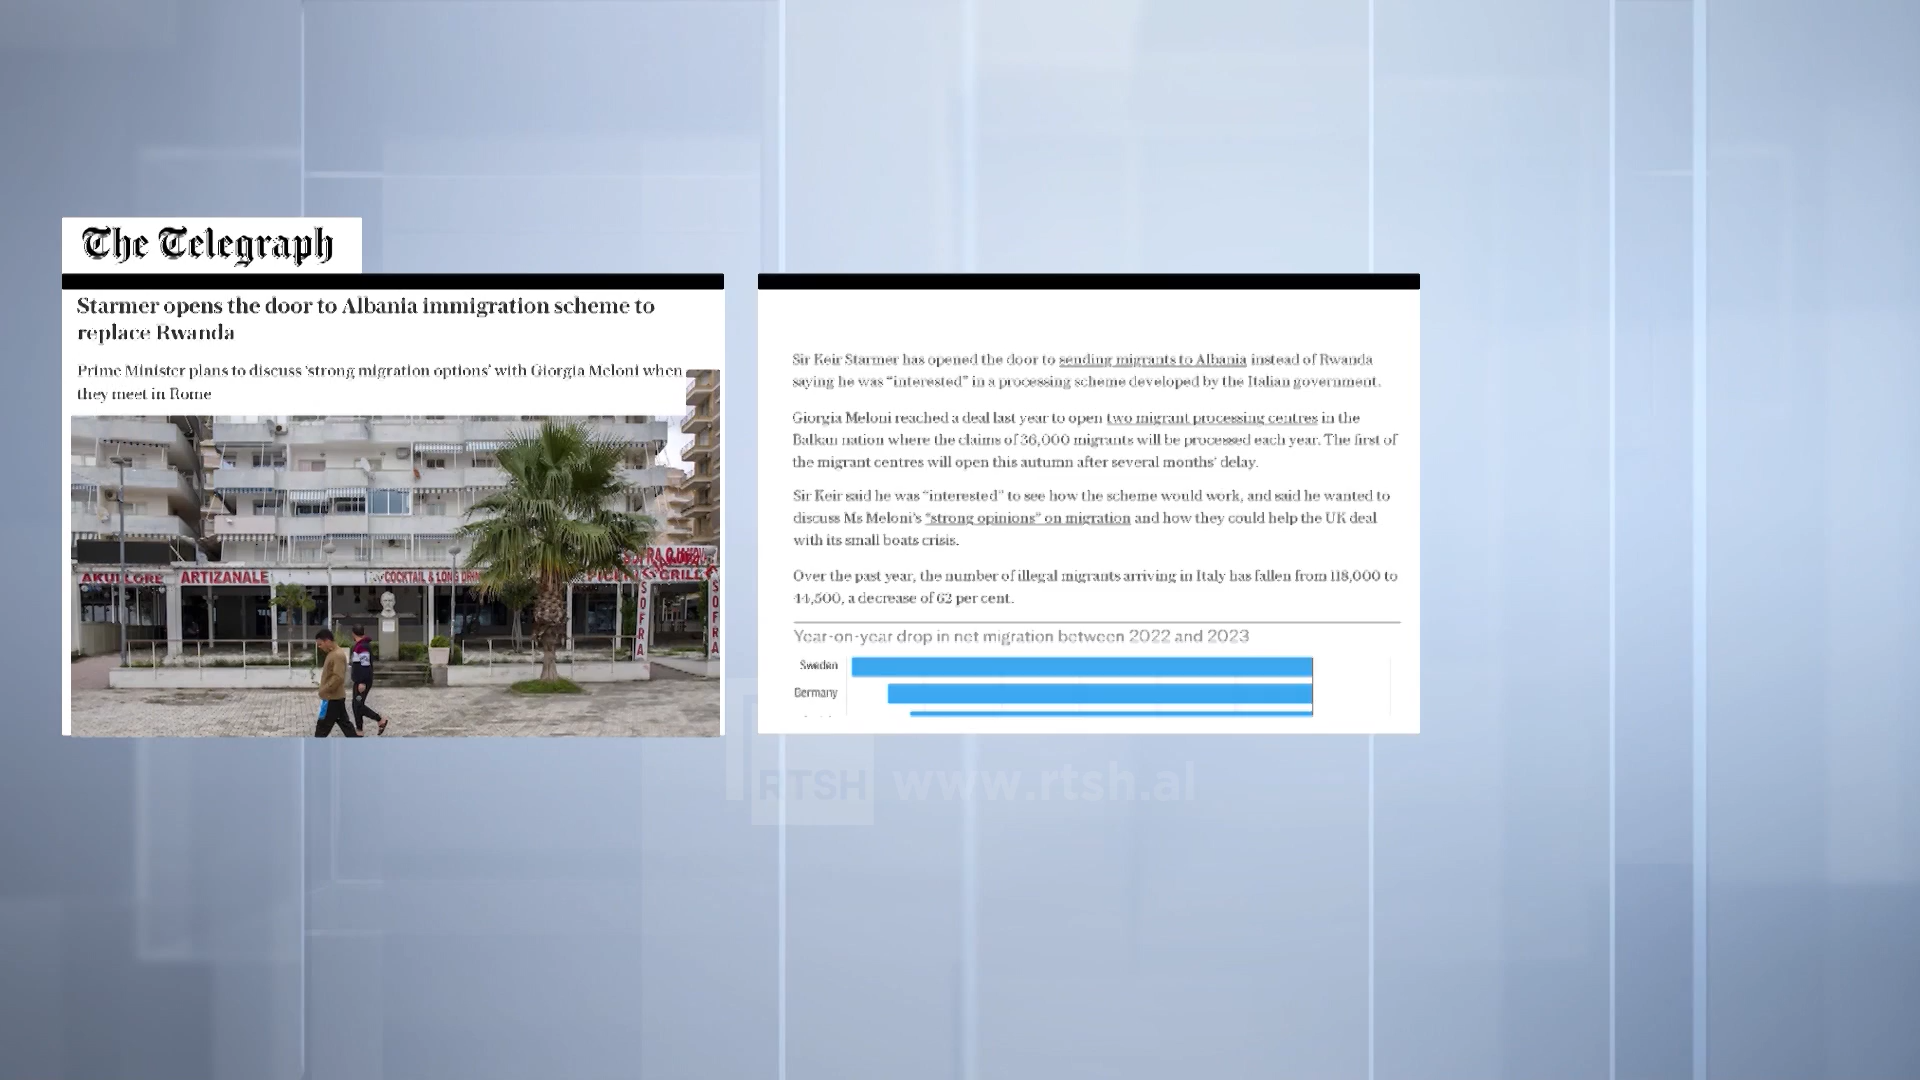 The Telegraph
Starmer opens the door to Albania immigration scheme to
replace Rwanda
Prime Minister plans to discuss 'strong migration options' with Giorgia Meloni when
they meet in Rome
AKULLORE ARTIZANALE COCKTAIL & LONG DRIN
SOFRA
SOFRA
Sir Keir Starmer has opened the door to sending migrants to Albania instead of Rwanda
saying he was “interested” in a processing scheme developed by the Italian government.
Giorgia Meloni reached a deal last year to open two migrant processing centres in the
Balkan nation where the claims of 36,000 migrants will be processed each year. The first of
the migrant centres will open this autumn after several months' delay.
Sir Keir said he was “interested” to see how the scheme would work, and said he wanted to
discuss Ms Meloni's “strong opinions” on migration and how they could help the UK deal
with its small boats crisis.
Over the past year, the number of illegal migrants arriving in Italy has fallen from 118,000 to
44,500, a decrease of 62 per cent.
Year-on-year drop in net migration between 2022 and 2023
Sweden
Germany
RTSH www.rtsh.al